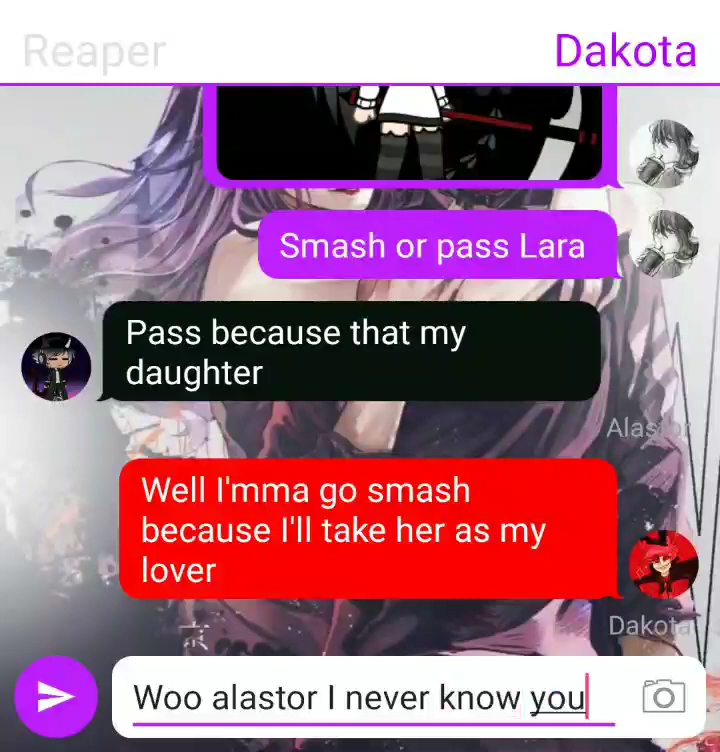 Reaper
Dakota
Smash or pass Lara
Pass because that my
daughter
Alastor
Well I'mma go smash
because I'll take her as my
lover
Dakota
Woo alastor I never know you